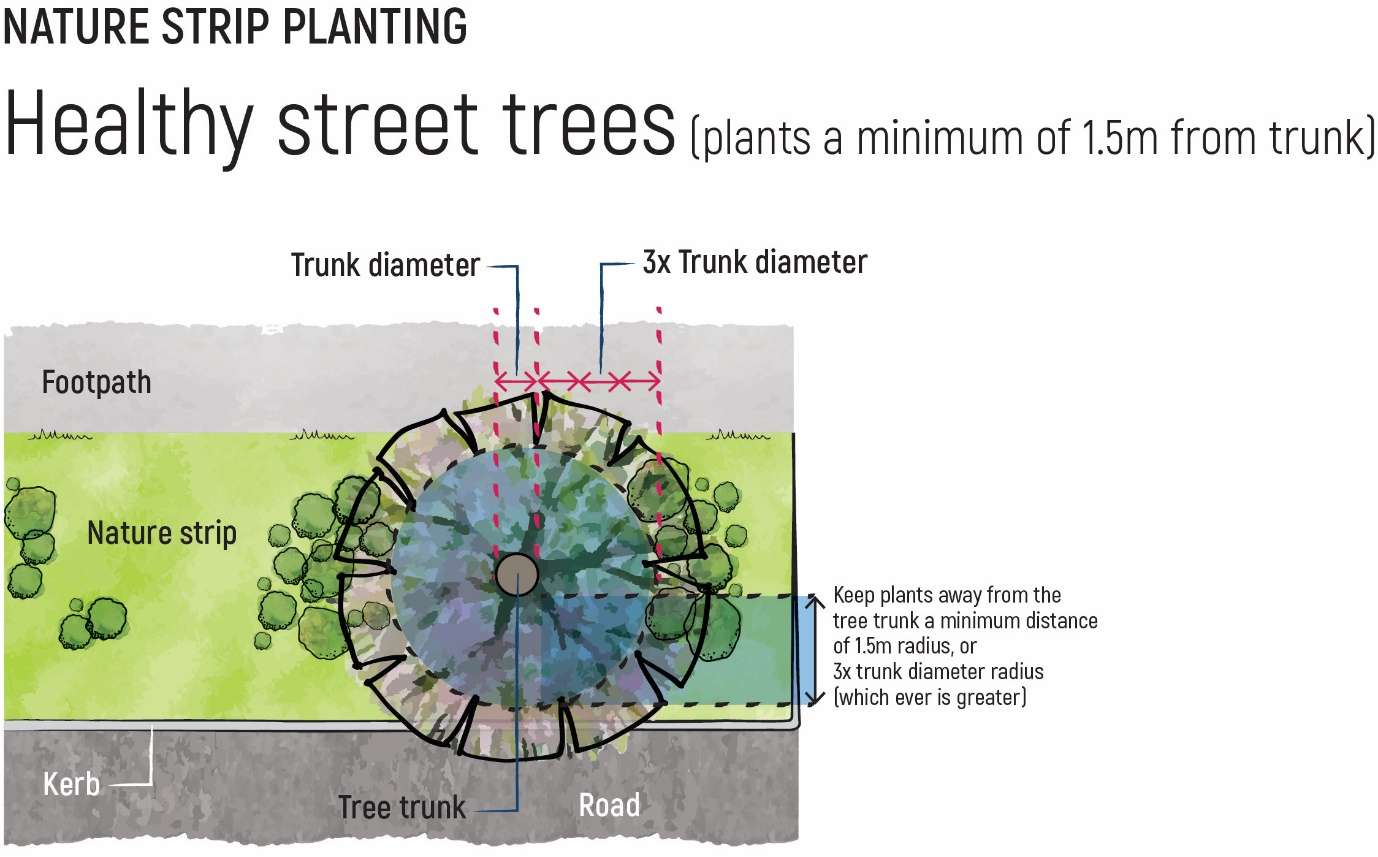 NATURE STRIP PLANTING
Healthy street trees (plants a minimum of 1.5m from trunk)
Trunk diameter
3x Trunk diameter
Footpath
Nature strip
Keep plants away from the
tree trunk a minimum distance
of 1.5m radius, or
3x trunk diameter radius
(which ever is greater)
Kerb
Tree trunk
Road